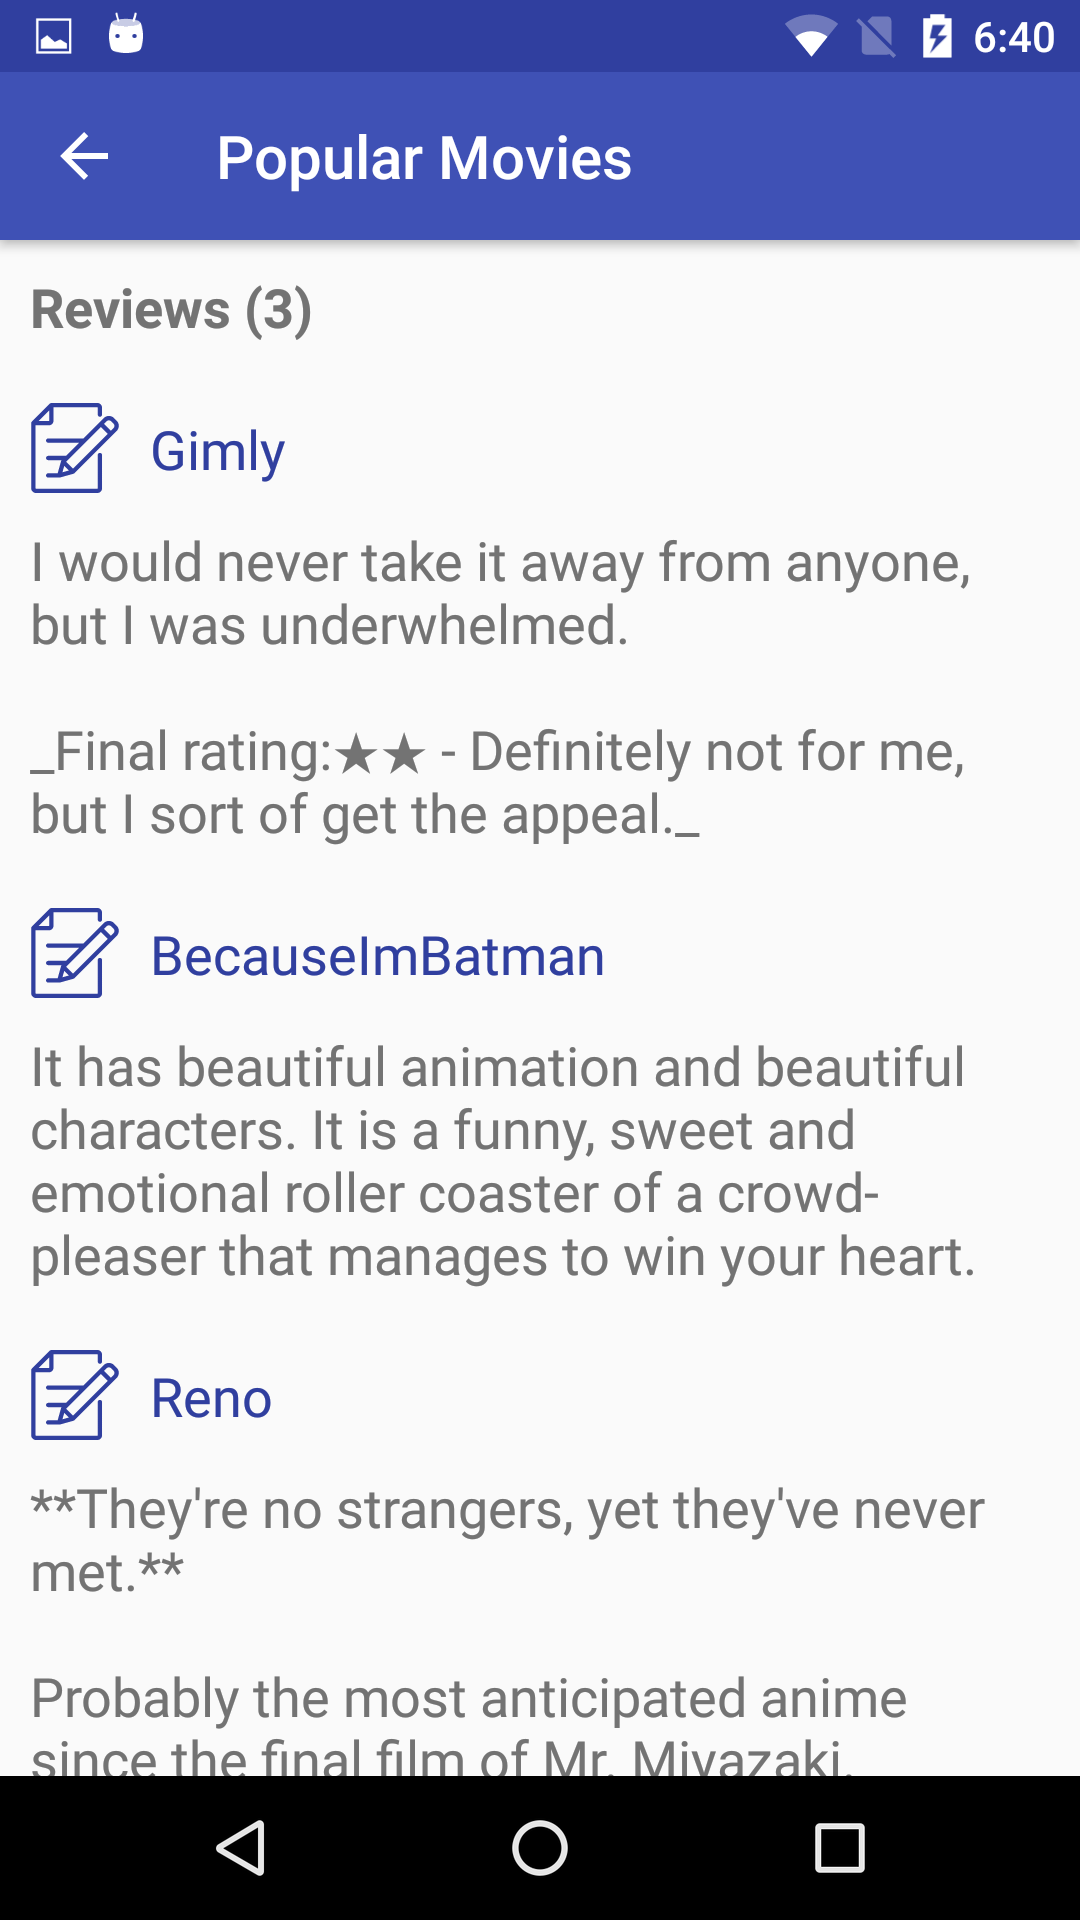 6:40
Popular Movies
Reviews (3)
Gimly
I would never take it away from anyone,
but I was underwhelmed.
_Final rating:★★ - Definitely not for me,
but I sort of get the appeal._
BecauseImBatman
It has beautiful animation and beautiful
characters. It is a funny, sweet and
emotional roller coaster of a crowd-
pleaser that manages to win your heart.
Reno
**They're no strangers, yet they've never
met.**
Probably the most anticipated anime
since the final film of Mr. Miyazaki.